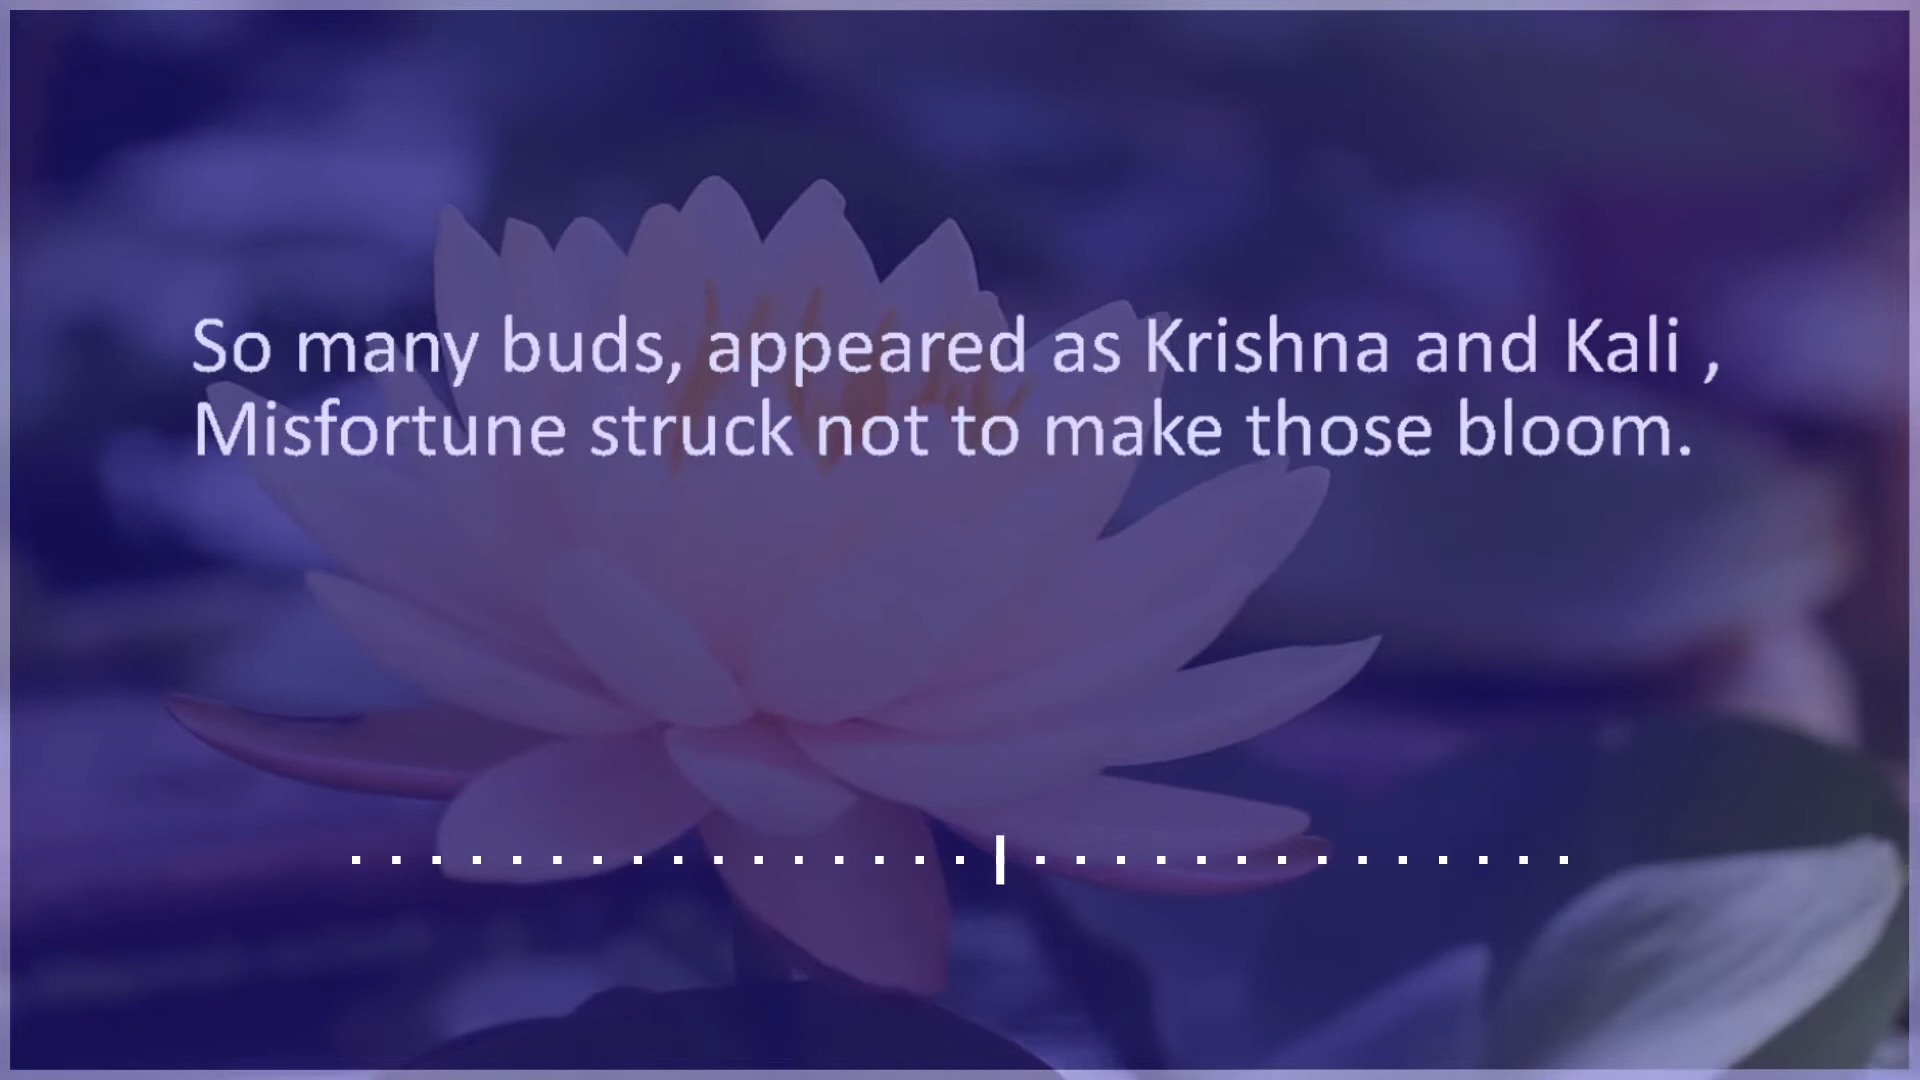 So many buds, appeared as Krishna and Kali ,
Misfortune struck not to make those bloom.